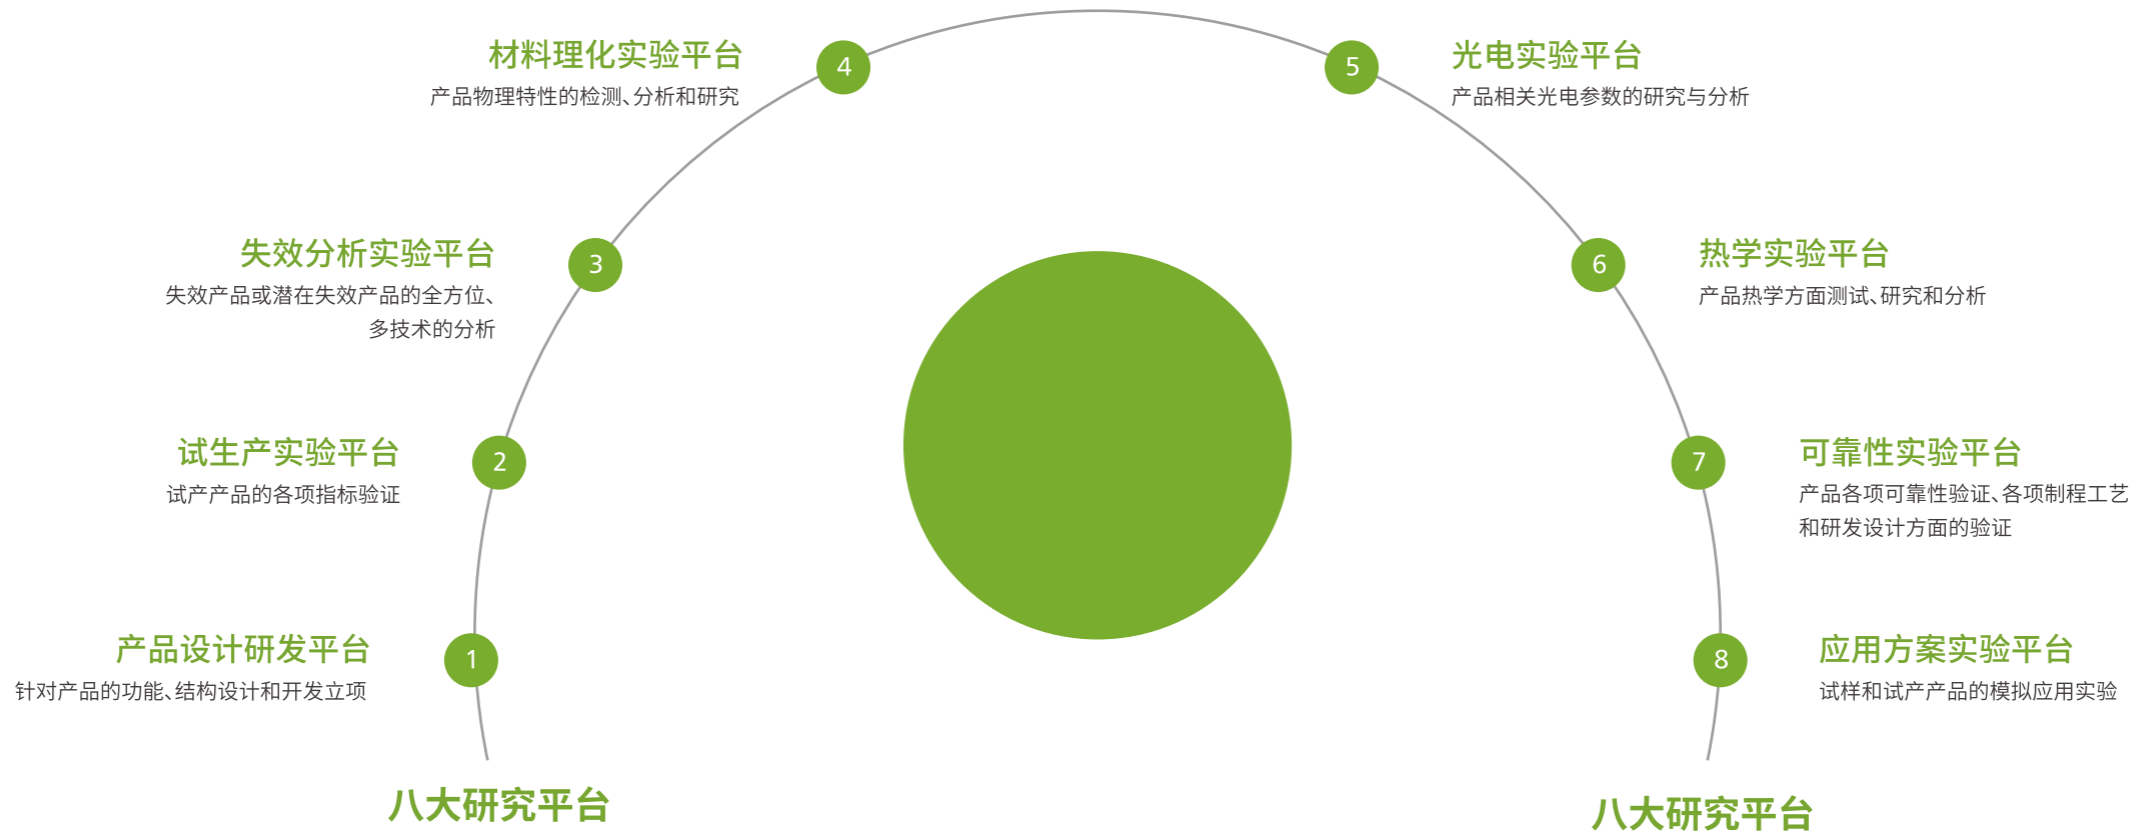 材料理化实验平台
产品物理特性的检测、分析和研究
4
5
光电实验平台
产品相关光电参数的研究与分析
失效分析实验平台
失效产品或潜在失效产品的全方位、
多技术的分析
3
6
热学实验平台
产品热学方面测试、研究和分析
试生产实验平台
试产产品的各项指标验证
2
7
可靠性实验平台
产品各项可靠性验证、各项制程工艺
和研发设计方面的验证
产品设计研发平台
针对产品的功能、结构设计和开发立项
1
8
应用方案实验平台
试样和试产产品的模拟应用实验
八大研究平台
八大研究平台